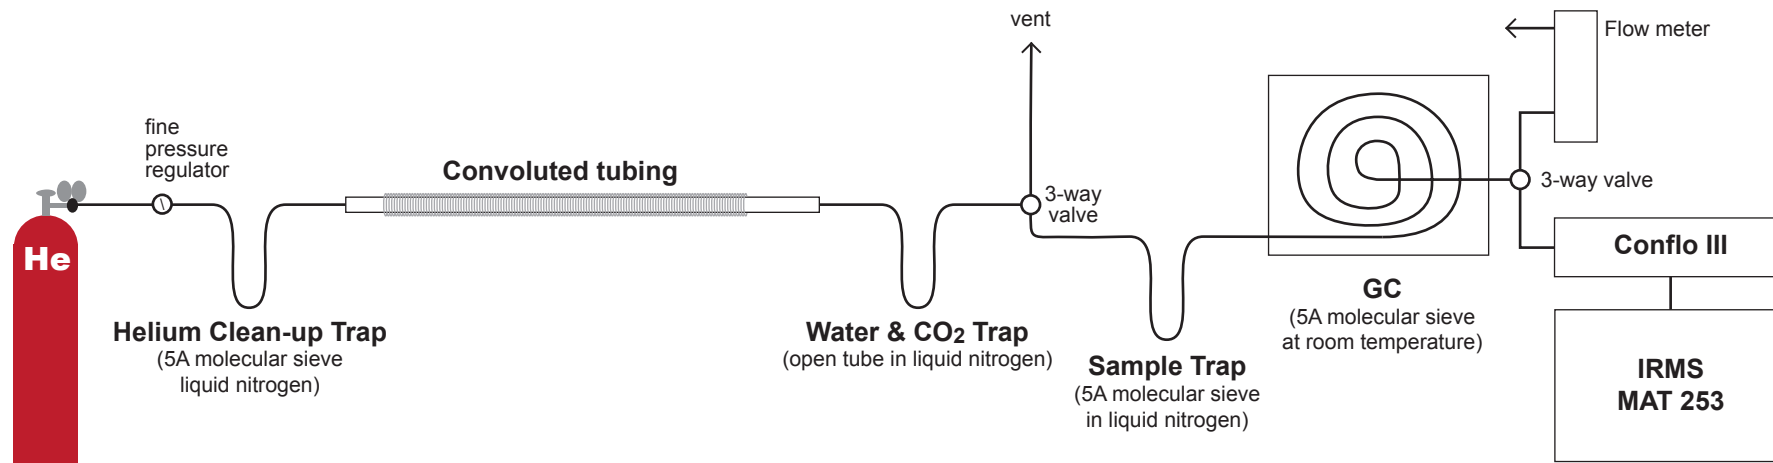 vent
Flow meter
fine
pressure
regulator
Convoluted tubing
3-way
valve
3-way valve
He
Conflo III
GC
(5A molecular sieve
at room temperature)
Helium Clean-up Trap
(5A molecular sieve
liquid nitrogen)
Water & CO2 Trap
(open tube in liquid nitrogen)
Sample Trap
(5A molecular sieve
in liquid nitrogen)
IRMS
MAT 253